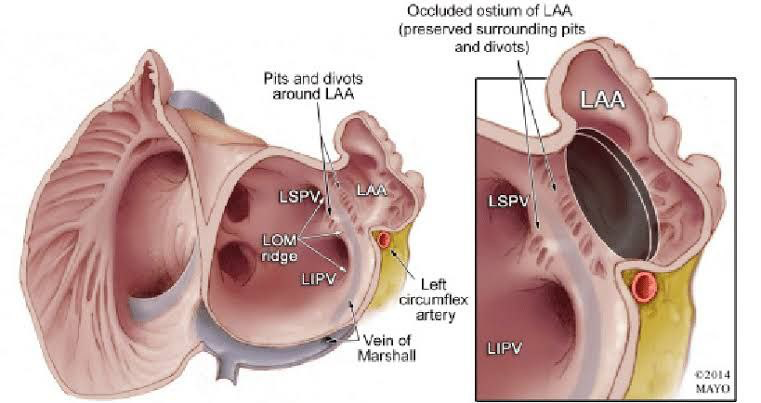 Occluded ostium of LAA
(preserved surrounding pits
and divots)
Pits and divots
around LAA
LAA
LSPV
LAA
LOM
ridge
LIPV
Left
circumflex
artery
Vein of
Marshall
LSPV
LIPV
©2014
MAYO